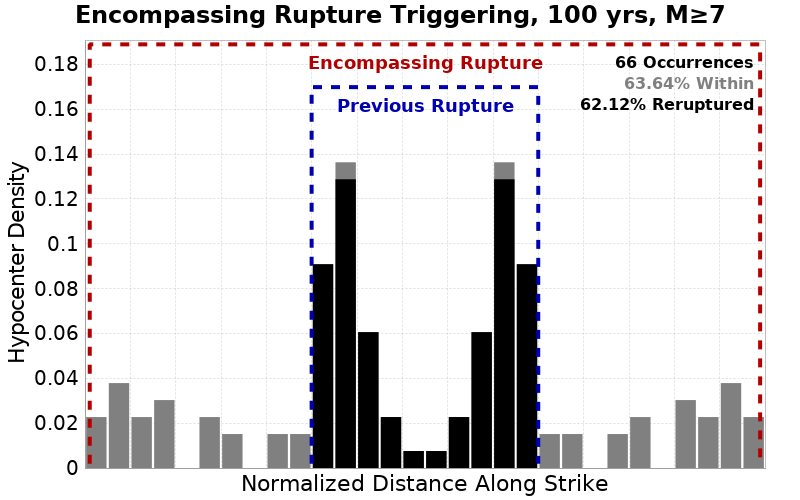 Encompassing Rupture Triggering, 100 yrs, M≥7
Encompassing Rupture
Previous Rupture
66 Occurrences
63.64% Within
62.12% Reruptured
Hypocenter Density
0.18
0.16
0.14
0.12
0.1
0.08
0.06
0.04
0.02
0
Normalized Distance Along Strike